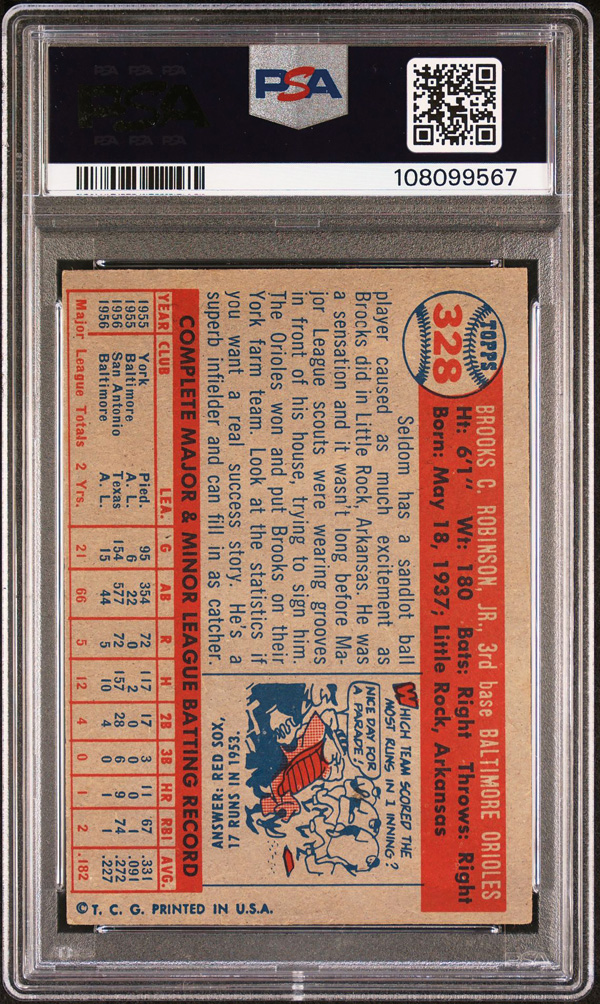 PSA
108099567
TOPPS
328
BROOKS C. ROBINSON, JR., 3rd base BALTIMORE ORIOLES
Ht: 6'1" Wt: 180 Bats: Right Throws: Right
Born: May 18, 1937; Little Rock, Arkansas
Seldom has a sandlot ball
player caused as much excitement as
Brooks did in Little Rock, Arkansas. He was
a sensation and it wasn't long before Ma-
jor League scouts were wearing grooves
in front of his house, trying to sign him.
The Orioles won and put Brooks on their
York farm team. Look at the statistics if
you want a real success story. He's a
superb infielder and can fill in as catcher.
WHICH TEAM SCORED THE
MOST RUNS IN 1 INNING?
NICE DAY FOR
A PARADE!
17 RUNS IN 1953.
ANSWER: RED SOX,
COMPLETE MAJOR & MINOR LEAGUE BATTING RECORD
YEAR CLUB LEA. G AB R H 2B 3B HR RBI AVG.
1955 York Pied. 95 354 72 117 17 3 11 67 .331
1955 Baltimore A. L. 6 22 0 2 0 0 0 1 .091
1956 San Antonio Texas 154 577 72 157 28 6 9 74 .272
1956 Baltimore A. L. 15 44 5 10 4 0 1 1 .227
Major League Totals 2 Yrs. 21 66 5 12 4 0 1 2 .182
© T. C. G. PRINTED IN U.S.A.